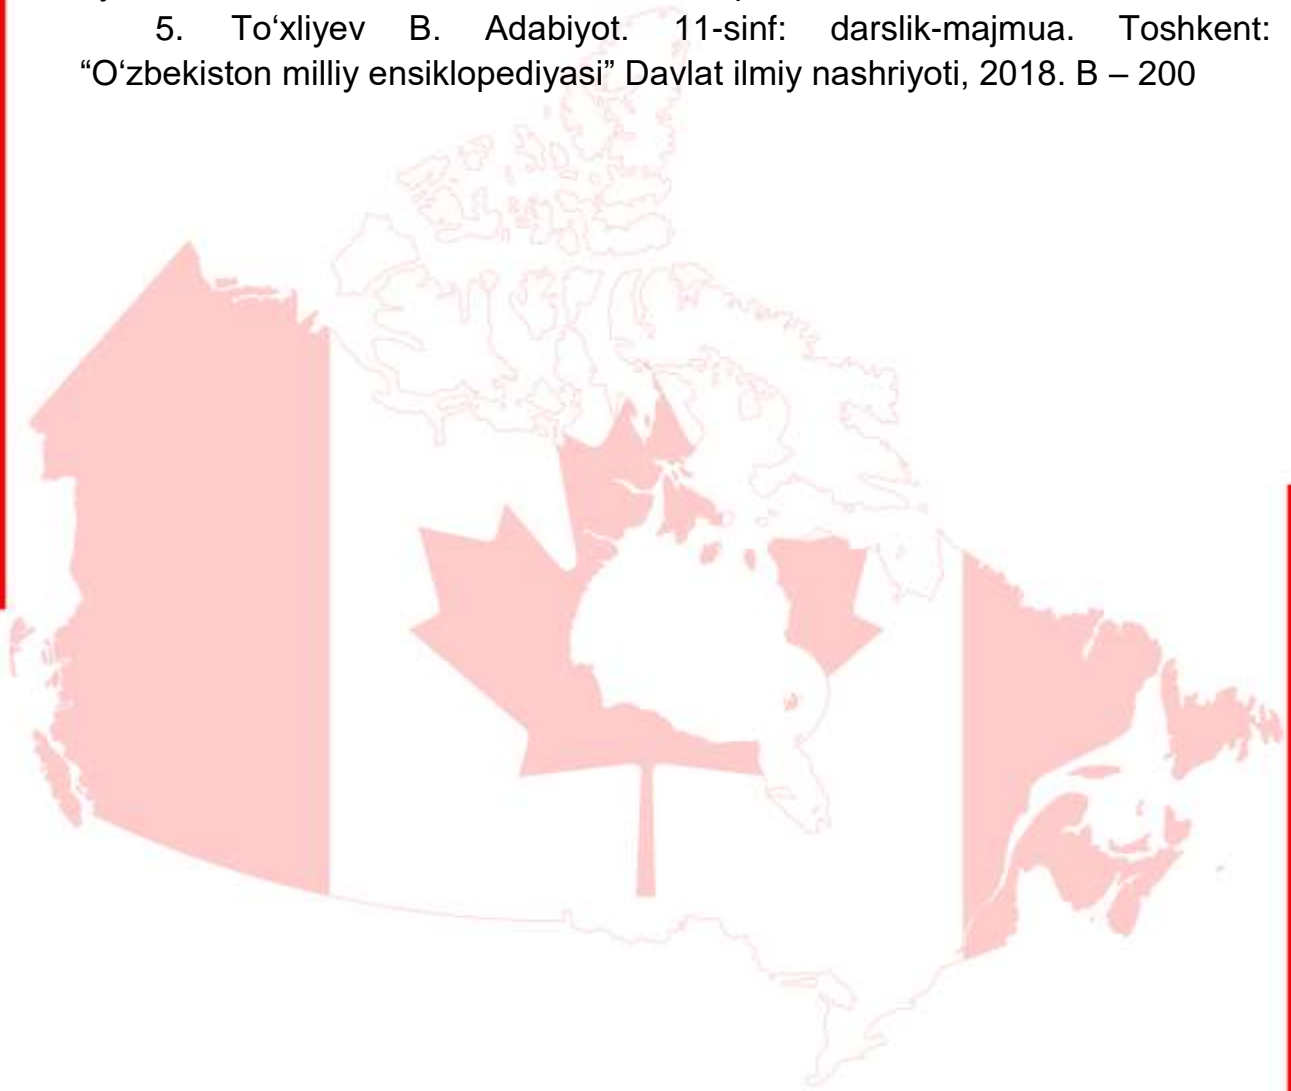 5. To‘xliyev B. Adabiyot. 11-sinf: darslik-majmua. Toshkent:
“O‘zbekiston milliy ensiklopediyasi” Davlat ilmiy nashriyoti, 2018. B – 200